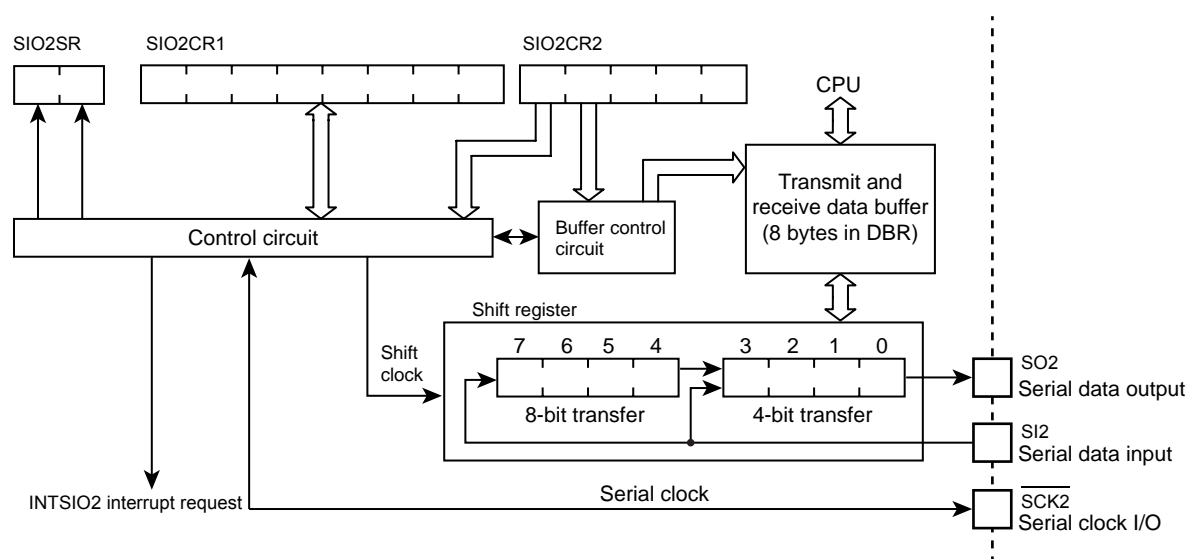 SIO2SR
SIO2CR1
SIO2CR2
CPU
Transmit and
receive data buffer
(8 bytes in DBR)
Control circuit
Buffer control
circuit
Shift register
Shift
clock
7 6 5 4
3 2 1 0
8-bit transfer
4-bit transfer
SO2
Serial data output
SI2
Serial data input
INTSIO2 interrupt request
Serial clock
SCK2
Serial clock I/O